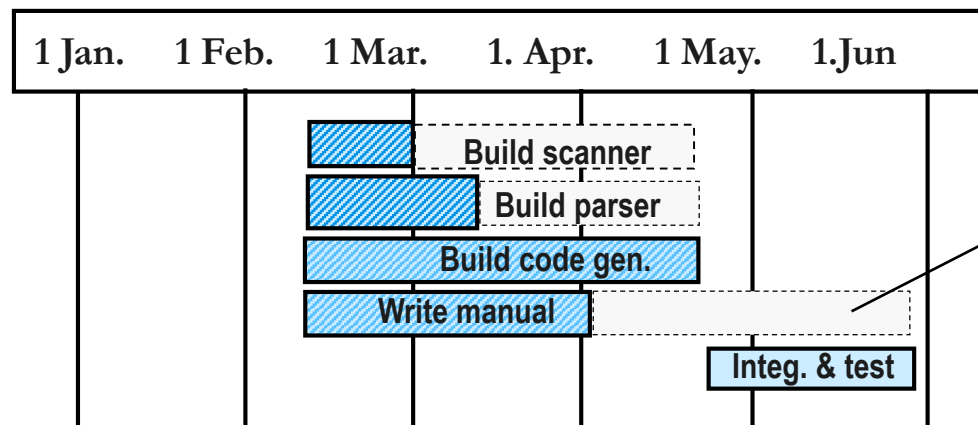 1 Jan. 1 Feb. 1 Mar. 1. Apr. 1 May. 1.Jun
Build scanner
Build parser
Build code gen.
Write manual
Integ. & test